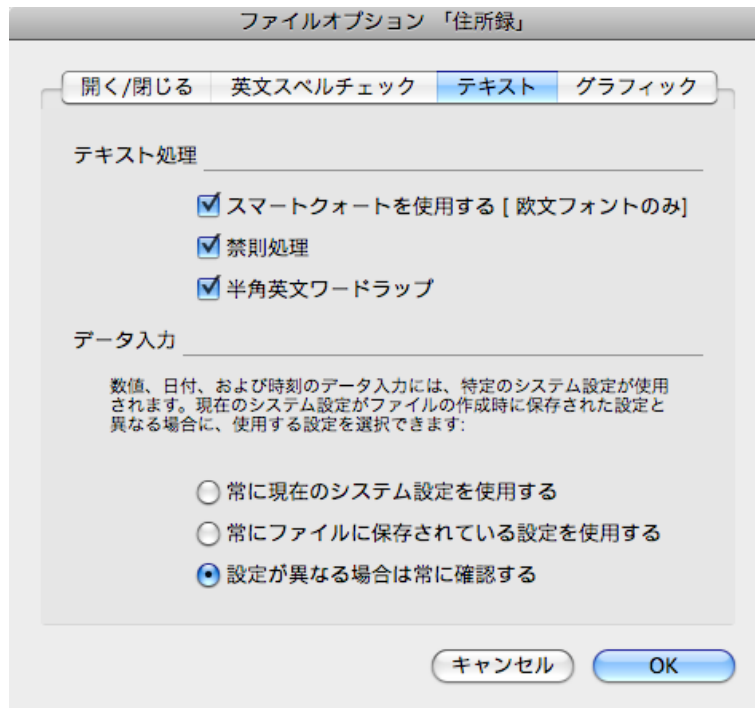 ファイルオプション 「住所録」
開く/閉じる 英文スペルチェック テキスト グラフィック
テキスト処理
スマートクォートを使用する [ 欧文フォントのみ]
禁則処理
半角英文ワードラップ
データ入力
数値、日付、および時刻のデータ入力には、特定のシステム設定が使用
されます。現在のシステム設定がファイルの作成時に保存された設定と
異なる場合に、使用する設定を選択できます:
常に現在のシステム設定を使用する
常にファイルに保存されている設定を使用する
設定が異なる場合は常に確認する
キャンセル OK